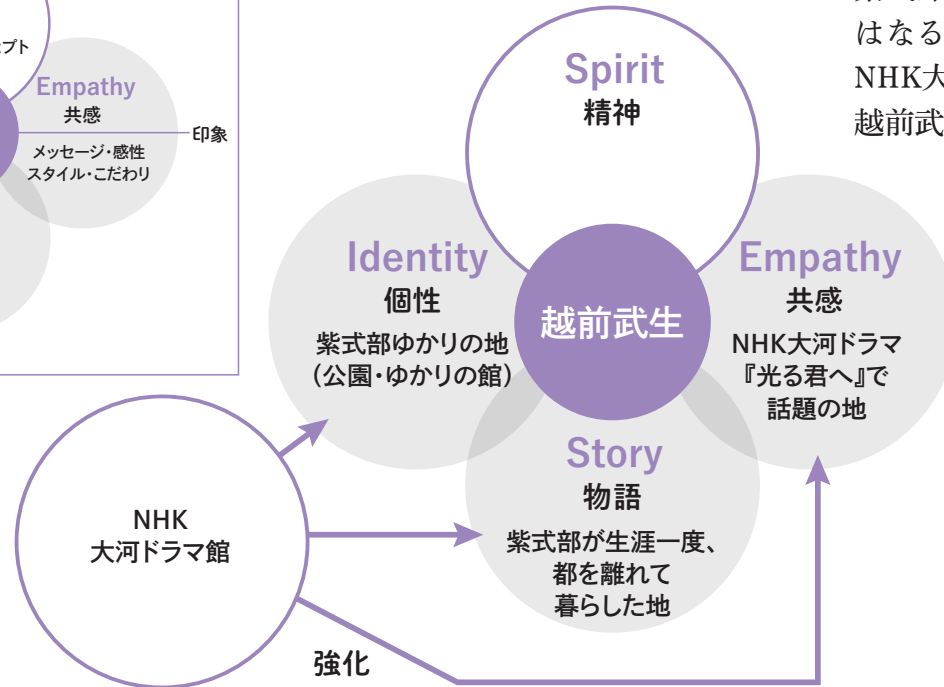 プト
Empathy
共感
メッセージ・感性
スタイル・こだわり
印象
はなる
NHK大
越前武
Spirit
精神
Identity
個性
紫式部ゆかりの地
（公園・ゆかりの館）
越前武生
Empathy
共感
NHK大河ドラマ
『光る君へ』で
話題の地
Story
物語
紫式部が生涯一度、
都を離れて
暮らした地
NHK
大河ドラマ館
強化